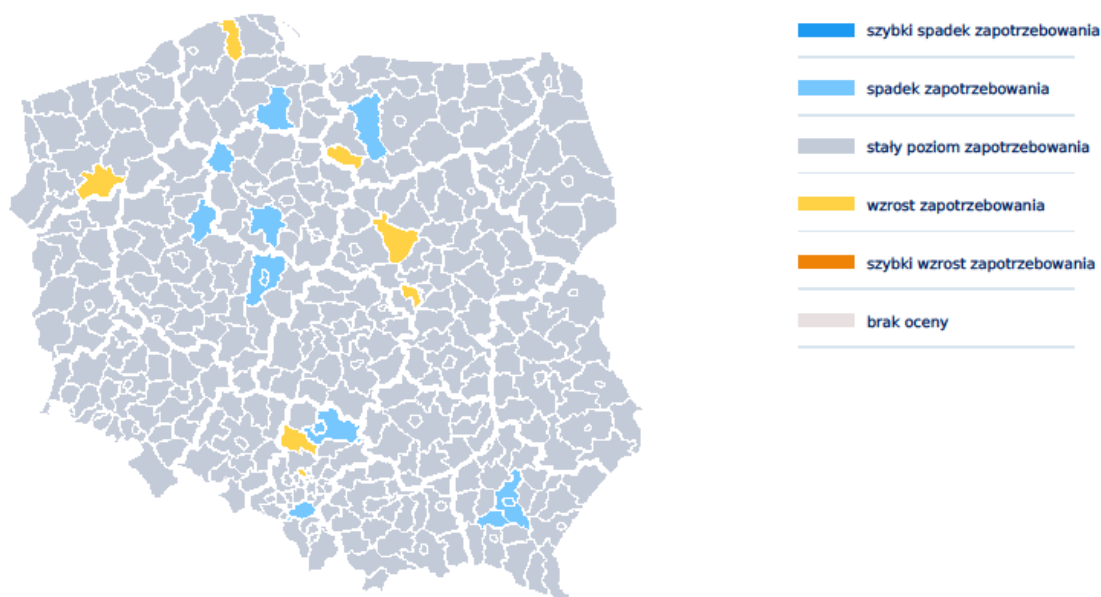 szybki spadek zapotrzebowania
spadek zapotrzebowania
stały poziom zapotrzebowania
wzrost zapotrzebowania
szybki wzrost zapotrzebowania
brak oceny